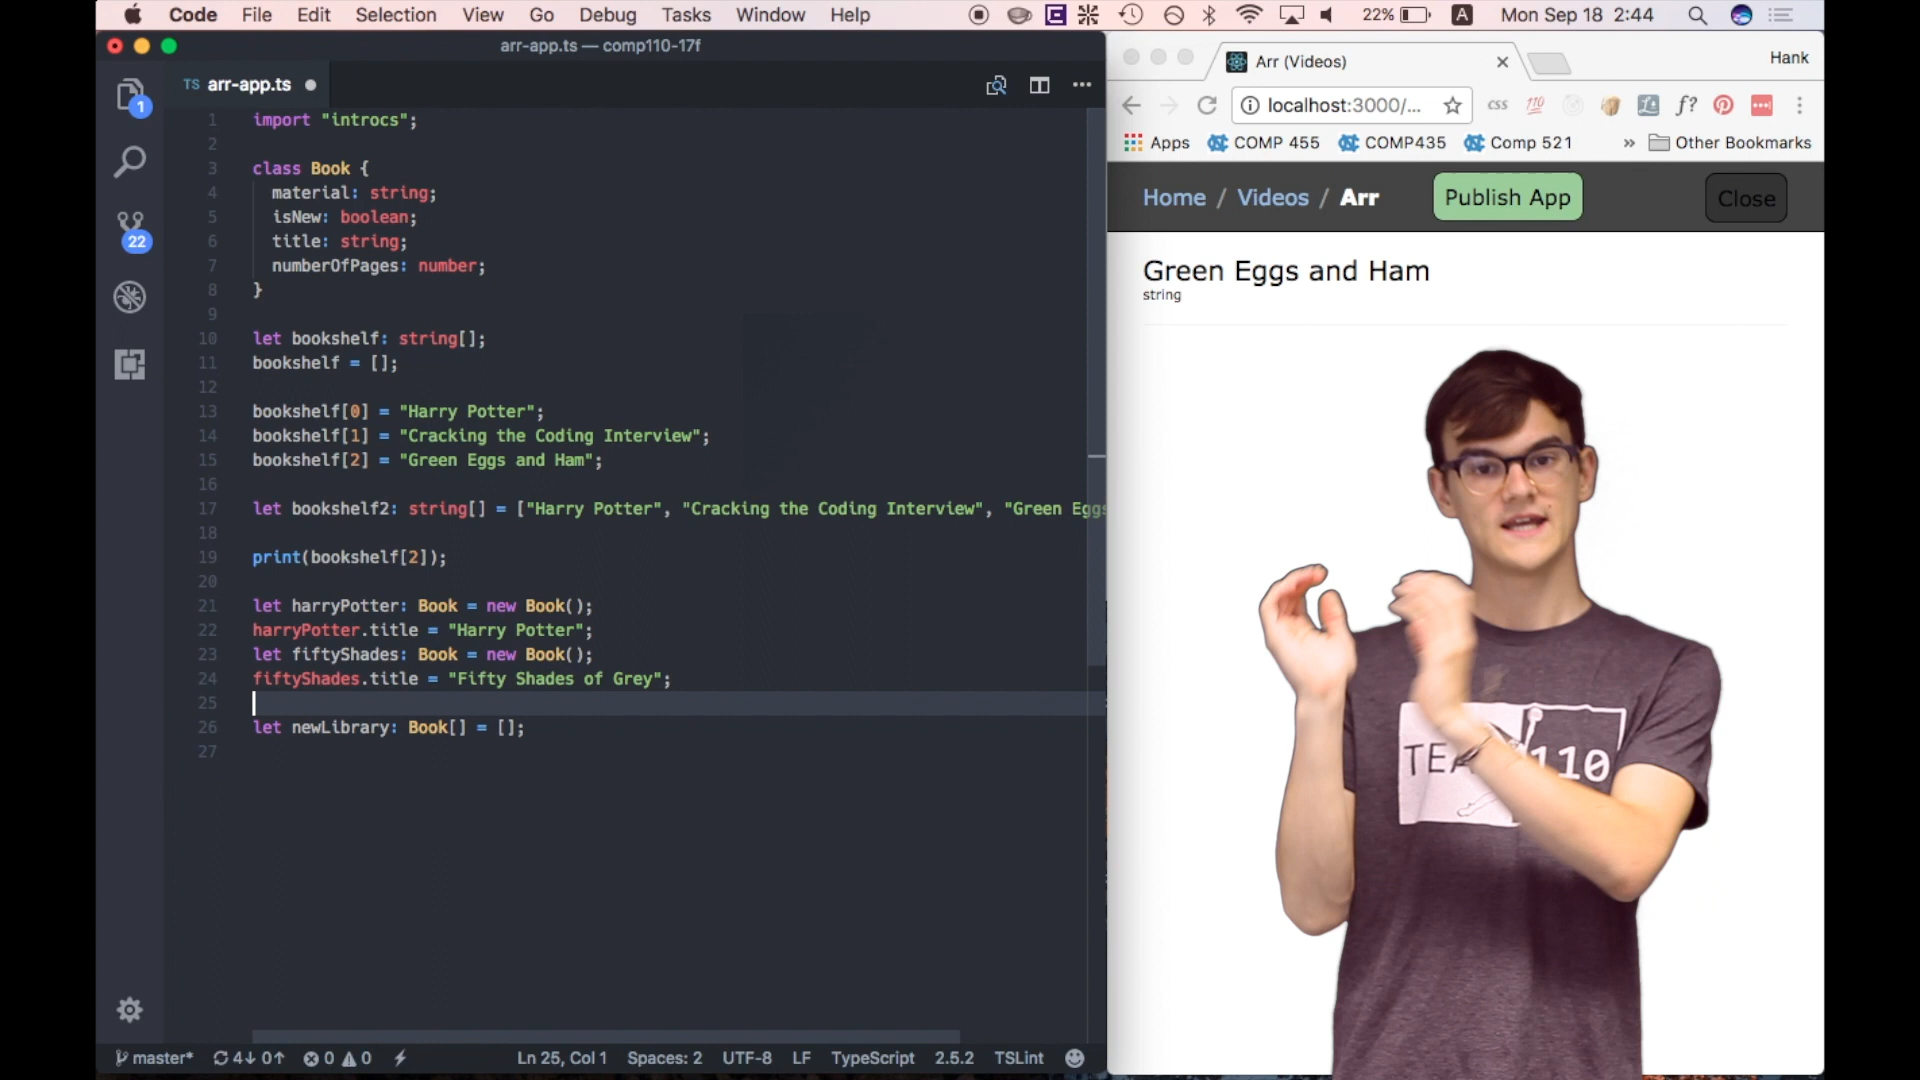 Code File Edit Selection View Go Debug Tasks Window Help 22% A Mon Sep 18 2:44
arr-app.ts — comp110-17f
TS arr-app.ts
1
22
1 import "introcs";
2
3 class Book {
4 material: string;
5 isNew: boolean;
6 title: string;
7 numberOfPages: number;
8 }
9
10 let bookshelf: string[];
11 bookshelf = [];
12
13 bookshelf[0] = "Harry Potter";
14 bookshelf[1] = "Cracking the Coding Interview";
15 bookshelf[2] = "Green Eggs and Ham";
16
17 let bookshelf2: string[] = ["Harry Potter", "Cracking the Coding Interview", "Green Eggs
18
19 print(bookshelf[2]);
20
21 let harryPotter: Book = new Book();
22 harryPotter.title = "Harry Potter";
23 let fiftyShades: Book = new Book();
24 fiftyShades.title = "Fifty Shades of Grey";
25
26 let newLibrary: Book[] = [];
27
master* 4↓ 0↑ 0 0 Ln 25, Col 1 Spaces: 2 UTF-8 LF TypeScript 2.5.2 TSLint
Arr (Videos) Hank
localhost:3000/... css 110 f?
Apps COMP 455 COMP435 Comp 521 » Other Bookmarks
Home / Videos / Arr Publish App Close
Green Eggs and Ham
string
110